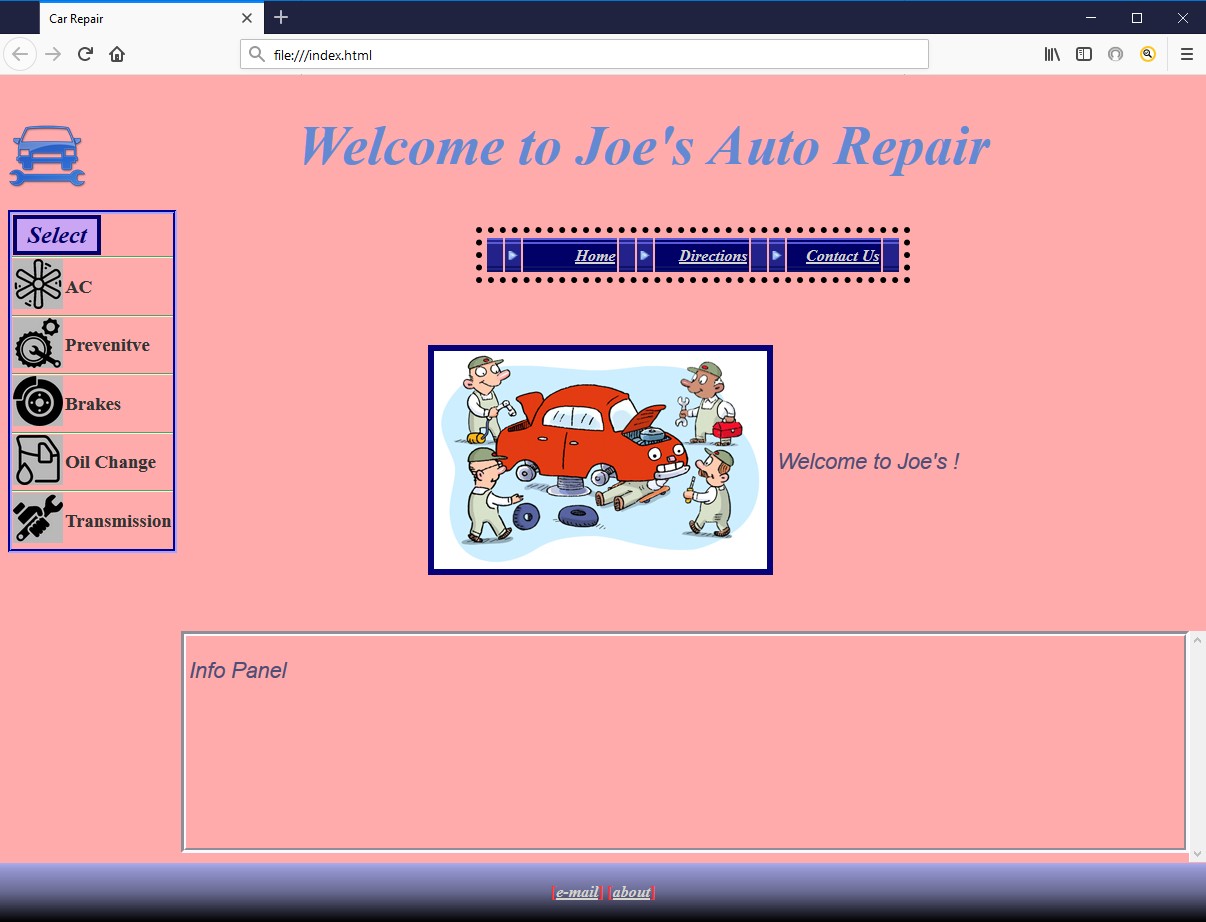 Car Repair
file:///index.html
Welcome to Joe's Auto Repair
Select
AC
Prevenitve
Brakes
Oil Change
Transmission
Home Directions Contact Us
Welcome to Joe's !
Info Panel
[e-mail] [about]